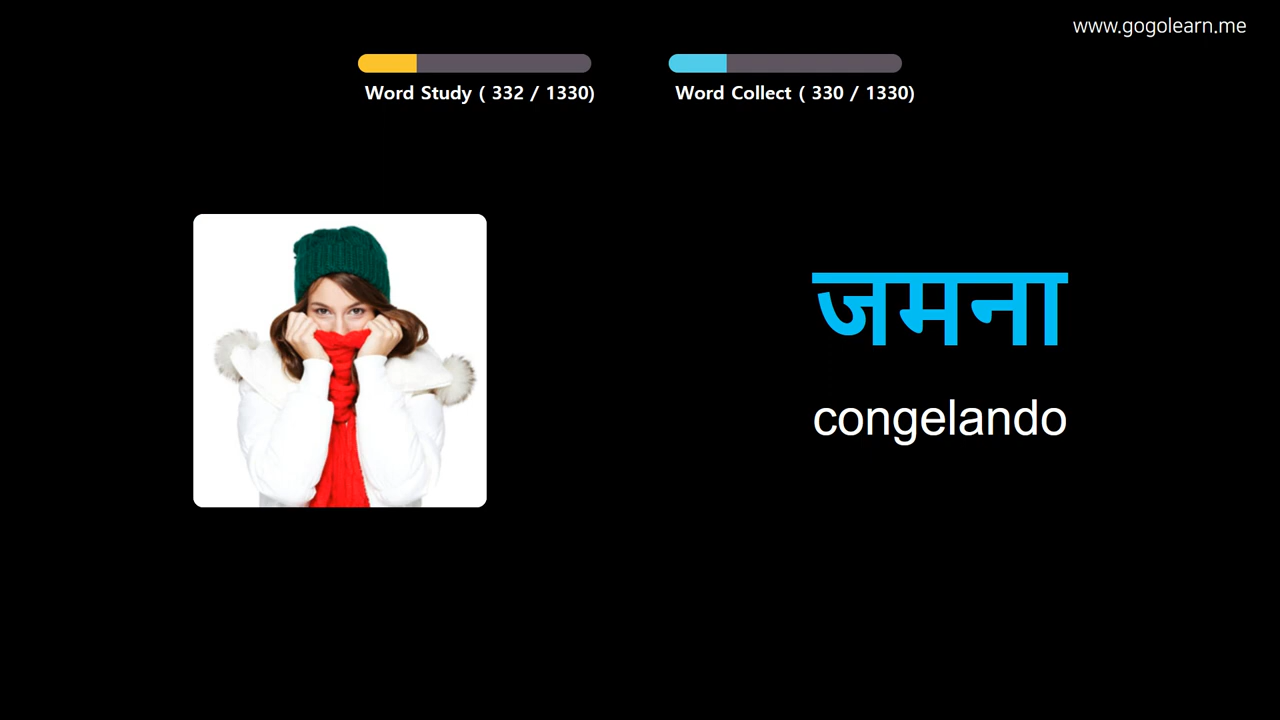 www.gogolearn.me
Word Study ( 332 / 1330)
Word Collect ( 330 / 1330)
जमना
congelando